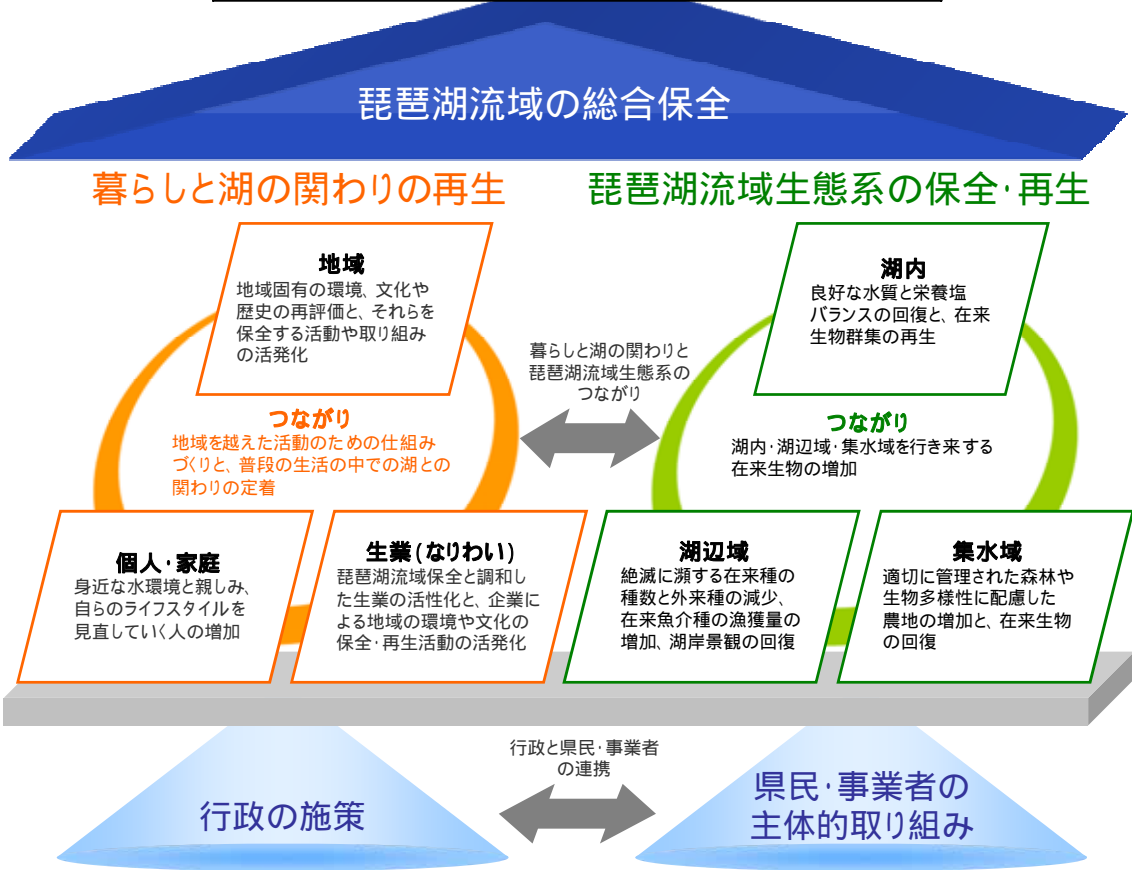 琵琶湖流域の総合保全
暮らしと湖の関わりの再生
琵琶湖流域生態系の保全･再生
地域
地域固有の環境、文化や
歴史の再評価と、それらを
保全する活動や取り組み
の活発化
つながり
地域を越えた活動のための仕組み
づくりと、普段の生活の中での湖との
関わりの定着
個人･家庭
身近な水環境と親しみ、
自らのライフスタイルを
見直していく人の増加
生業(なりわい)
琵琶湖流域保全と調和し
た生業の活性化と、企業に
よる地域の環境や文化の
保全･再生活動の活発化
暮らしと湖の関わりと
琵琶湖流域生態系の
つながり
湖内
良好な水質と栄養塩
バランスの回復と、在来
生物群集の再生
つながり
湖内･湖辺域･集水域を行き来する
在来生物の増加
湖辺域
絶滅に瀕する在来種の
種数と外来種の減少、
在来魚介種の漁獲量の
増加、湖岸景観の回復
集水域
適切に管理された森林や
生物多様性に配慮した
農地の増加と、在来生物
の回復
行政の施策
行政と県民･事業者
の連携
県民･事業者の
主体的取り組み